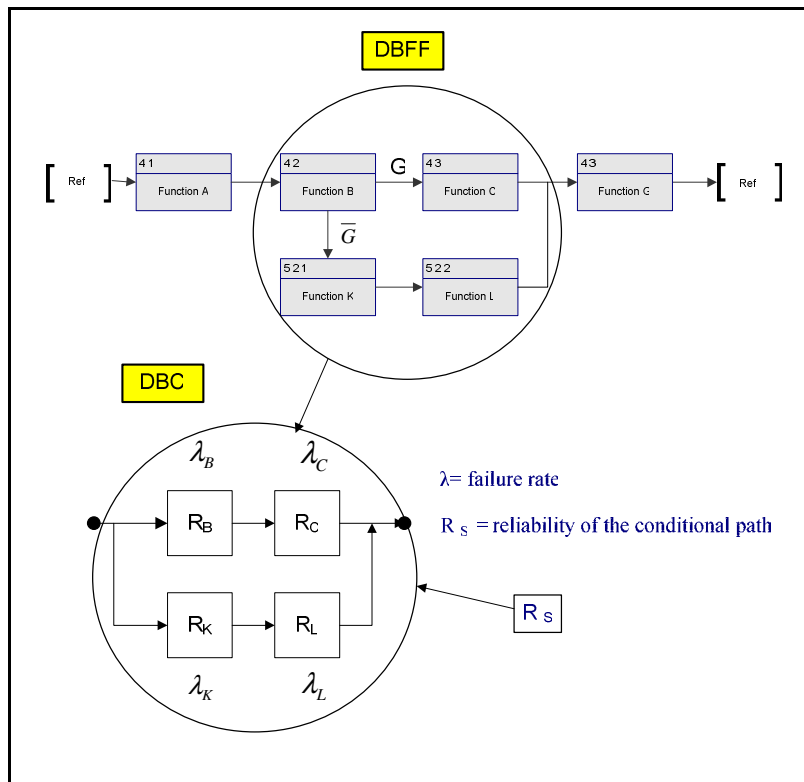 DBFF
[ Ref ]
41
Function A
42
Function B
G
43
Function C
43
Function G
[ Ref ]
G̅
521
Function K
522
Function L
DBC
λB
λC
RB
RC
λ= failure rate
R S = reliability of the conditional path
RK
RL
R S
λK
λL